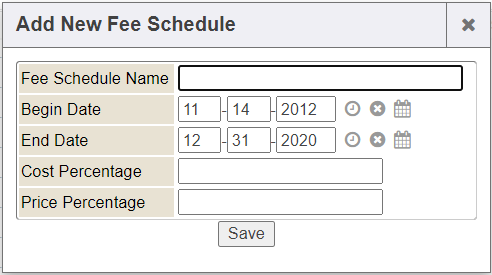 Add New Fee Schedule
Fee Schedule Name
Begin Date 11-14-2012
End Date 12-31-2020
Cost Percentage
Price Percentage
Save